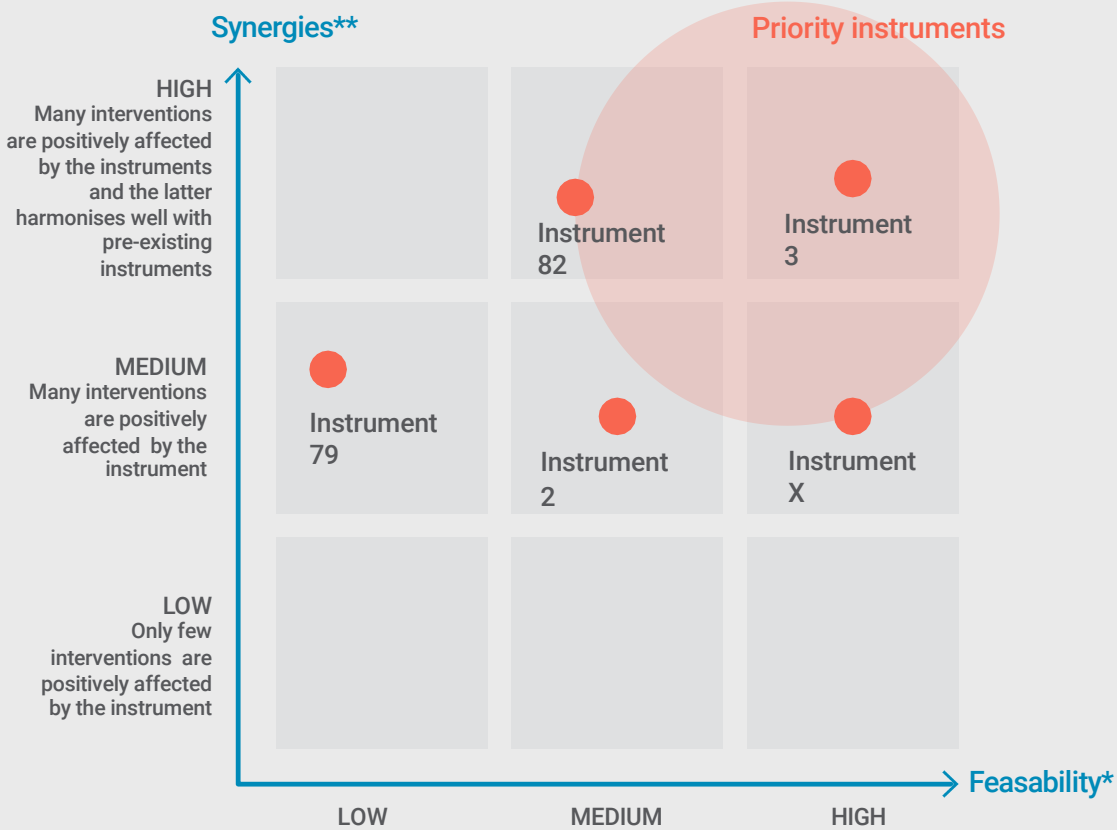 Synergies**
Priority instruments
HIGH
Many interventions
are positively affected
by the instruments
and the latter
harmonises well with
pre-existing
instruments
Instrument
82
Instrument
3
MEDIUM
Many interventions
are positively
affected by the
instrument
Instrument
79
Instrument
2
Instrument
X
LOW
Only few
interventions are
positively affected
by the instrument
Feasability*
LOW
MEDIUM
HIGH